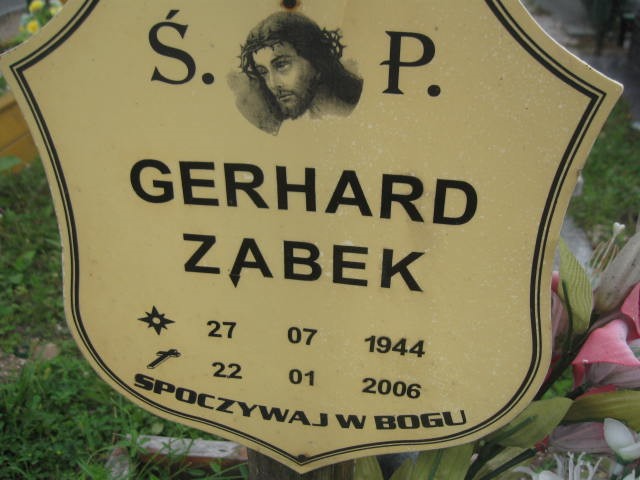 Ś. P.
GERHARD
ZĄBEK
27 07 1944
22 01 2006
SPOCZYWAJ W BOGU